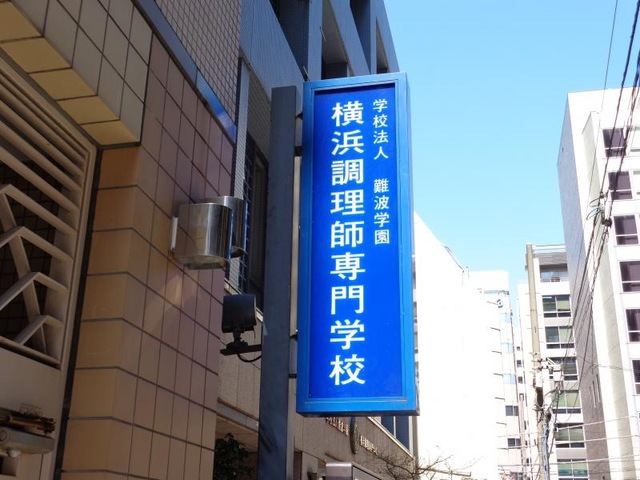 学校法人 難波学園
横浜調理師専門学校